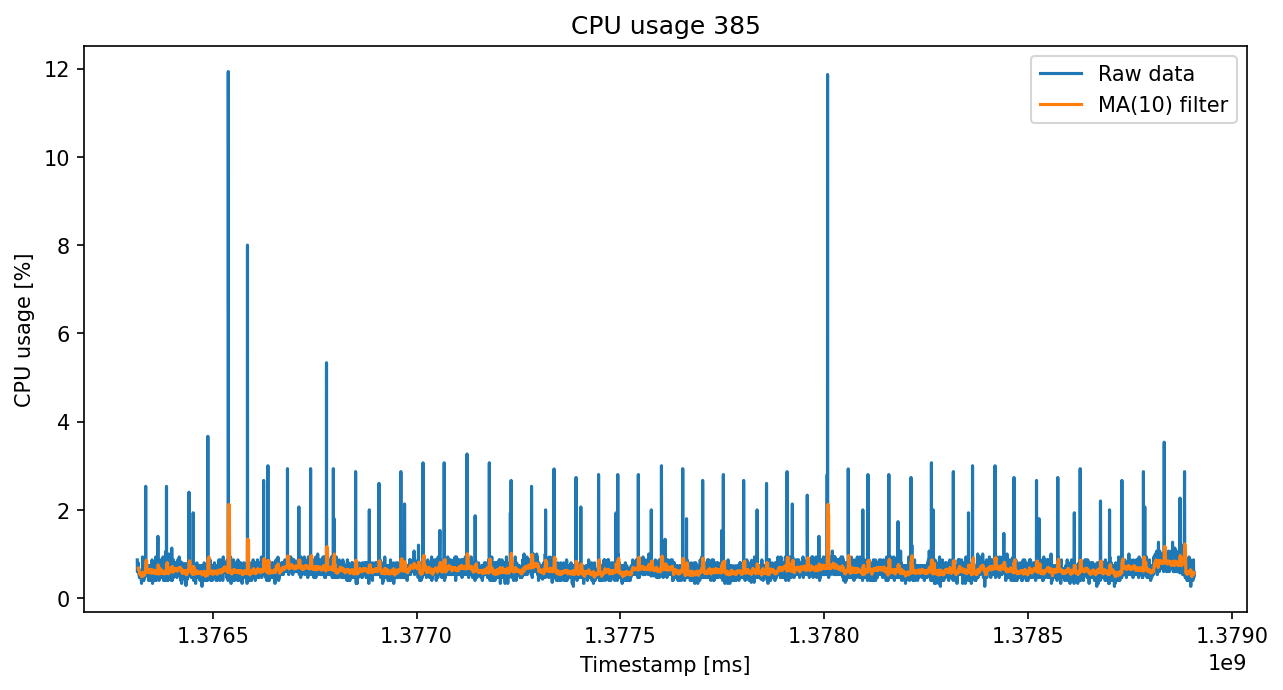 CPU usage 385
Raw data
MA(10) filter
CPU usage [%]
12
10
8
6
4
2
0
1.3765 1.3770 1.3775 1.3780 1.3785 1.3790
1e9
Timestamp [ms]